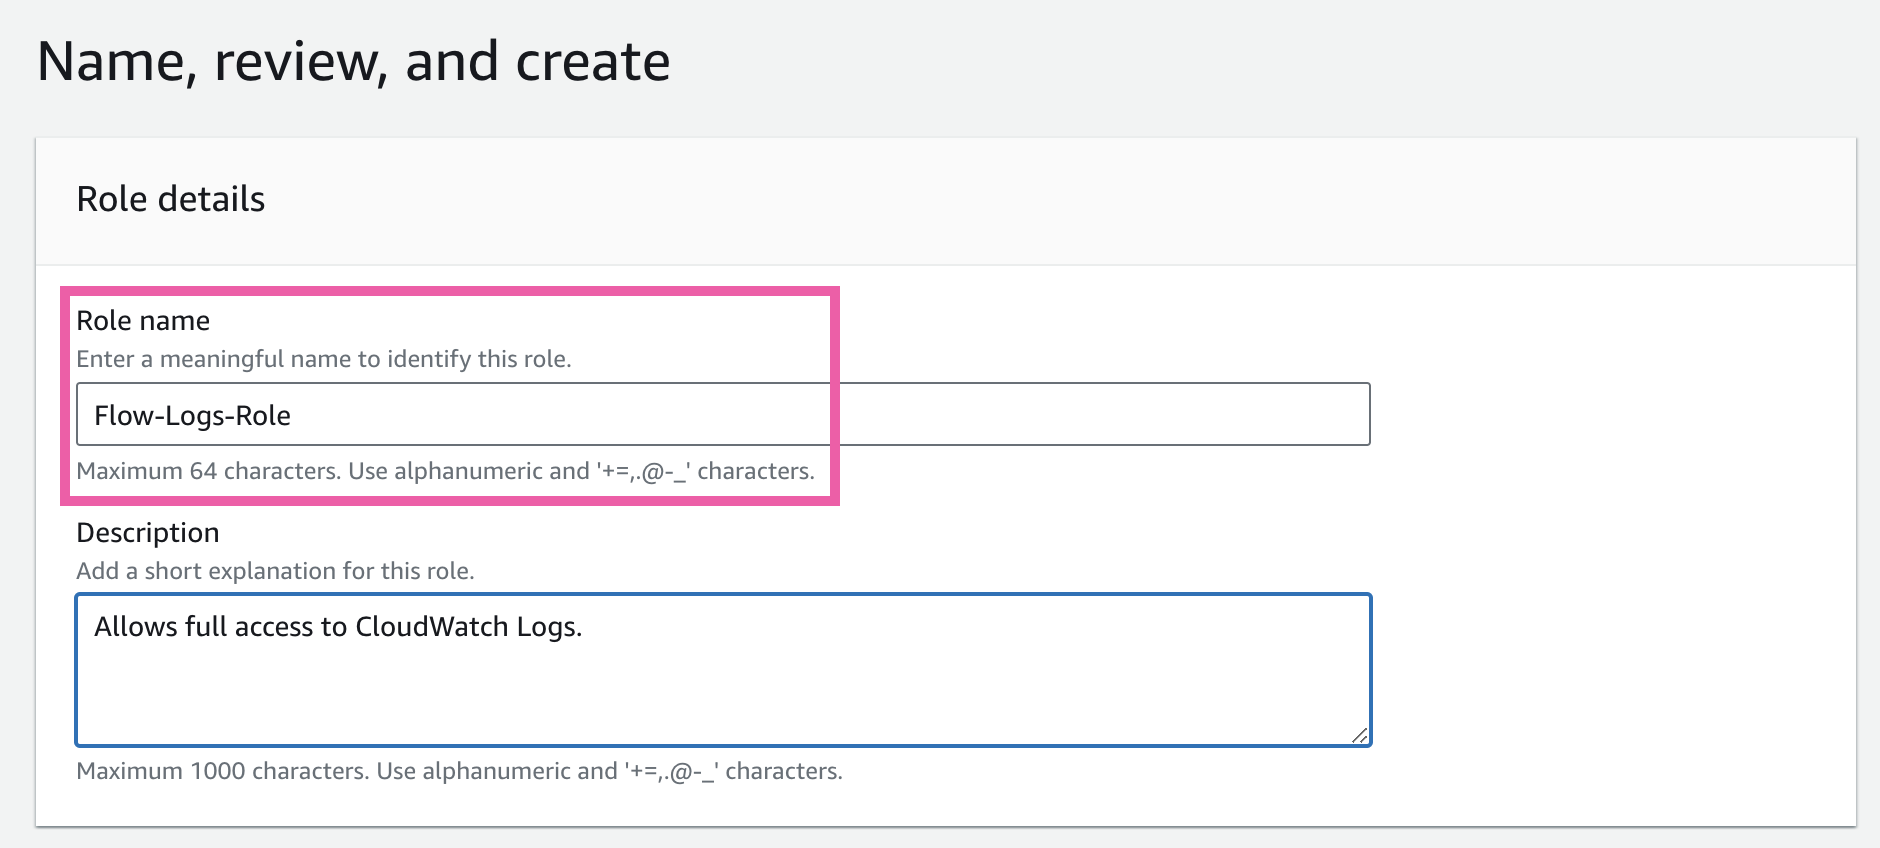 Name, review, and create
Role details
Role name
Enter a meaningful name to identify this role.
Flow-Logs-Role
Maximum 64 characters. Use alphanumeric and '+=,.@-_' characters.
Description
Add a short explanation for this role.
Allows full access to CloudWatch Logs.
Maximum 1000 characters. Use alphanumeric and '+=,.@-_' characters.